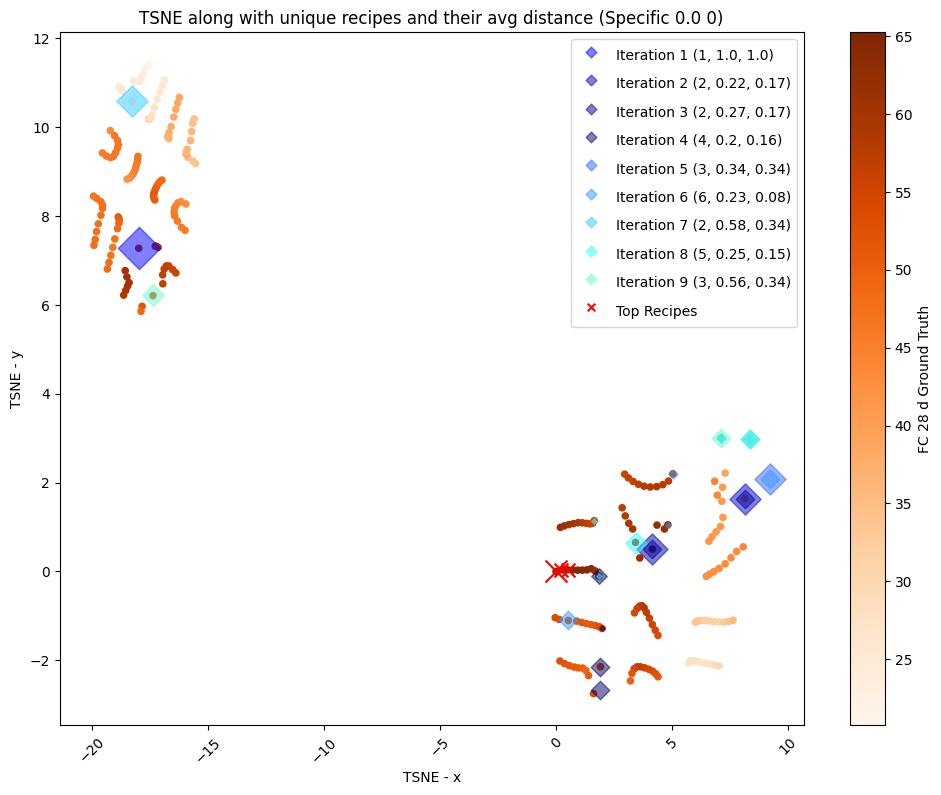 TSNE along with unique recipes and their avg distance (Specific 0.0 0)
Iteration 1 (1, 1.0, 1.0)
Iteration 2 (2, 0.22, 0.17)
Iteration 3 (2, 0.27, 0.17)
Iteration 4 (4, 0.2, 0.16)
Iteration 5 (3, 0.34, 0.34)
Iteration 6 (6, 0.23, 0.08)
Iteration 7 (2, 0.58, 0.34)
Iteration 8 (5, 0.25, 0.15)
Iteration 9 (3, 0.56, 0.34)
Top Recipes
12
10
8
6
4
2
0
−2
TSNE - y
−20
−15
−10
−5
0
5
10
TSNE - x
65
60
55
50
45
40
35
30
25
FC 28 d Ground Truth